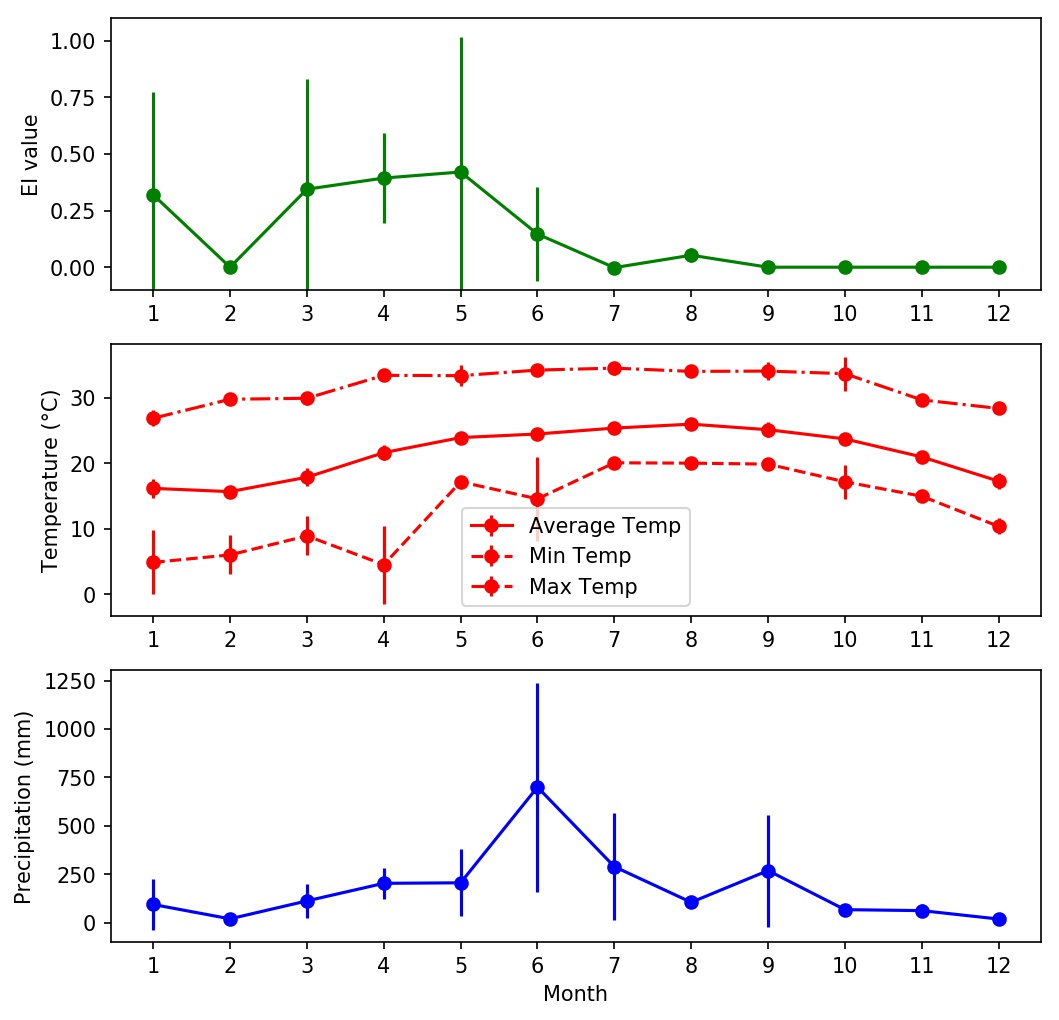 EI value
1.00
0.75
0.50
0.25
0.00
1 2 3 4 5 6 7 8 9 10 11 12
Temperature (°C)
30
20
10
0
Average Temp
Min Temp
Max Temp
1 2 3 4 5 6 7 8 9 10 11 12
Precipitation (mm)
1250
1000
750
500
250
0
1 2 3 4 5 6 7 8 9 10 11 12
Month